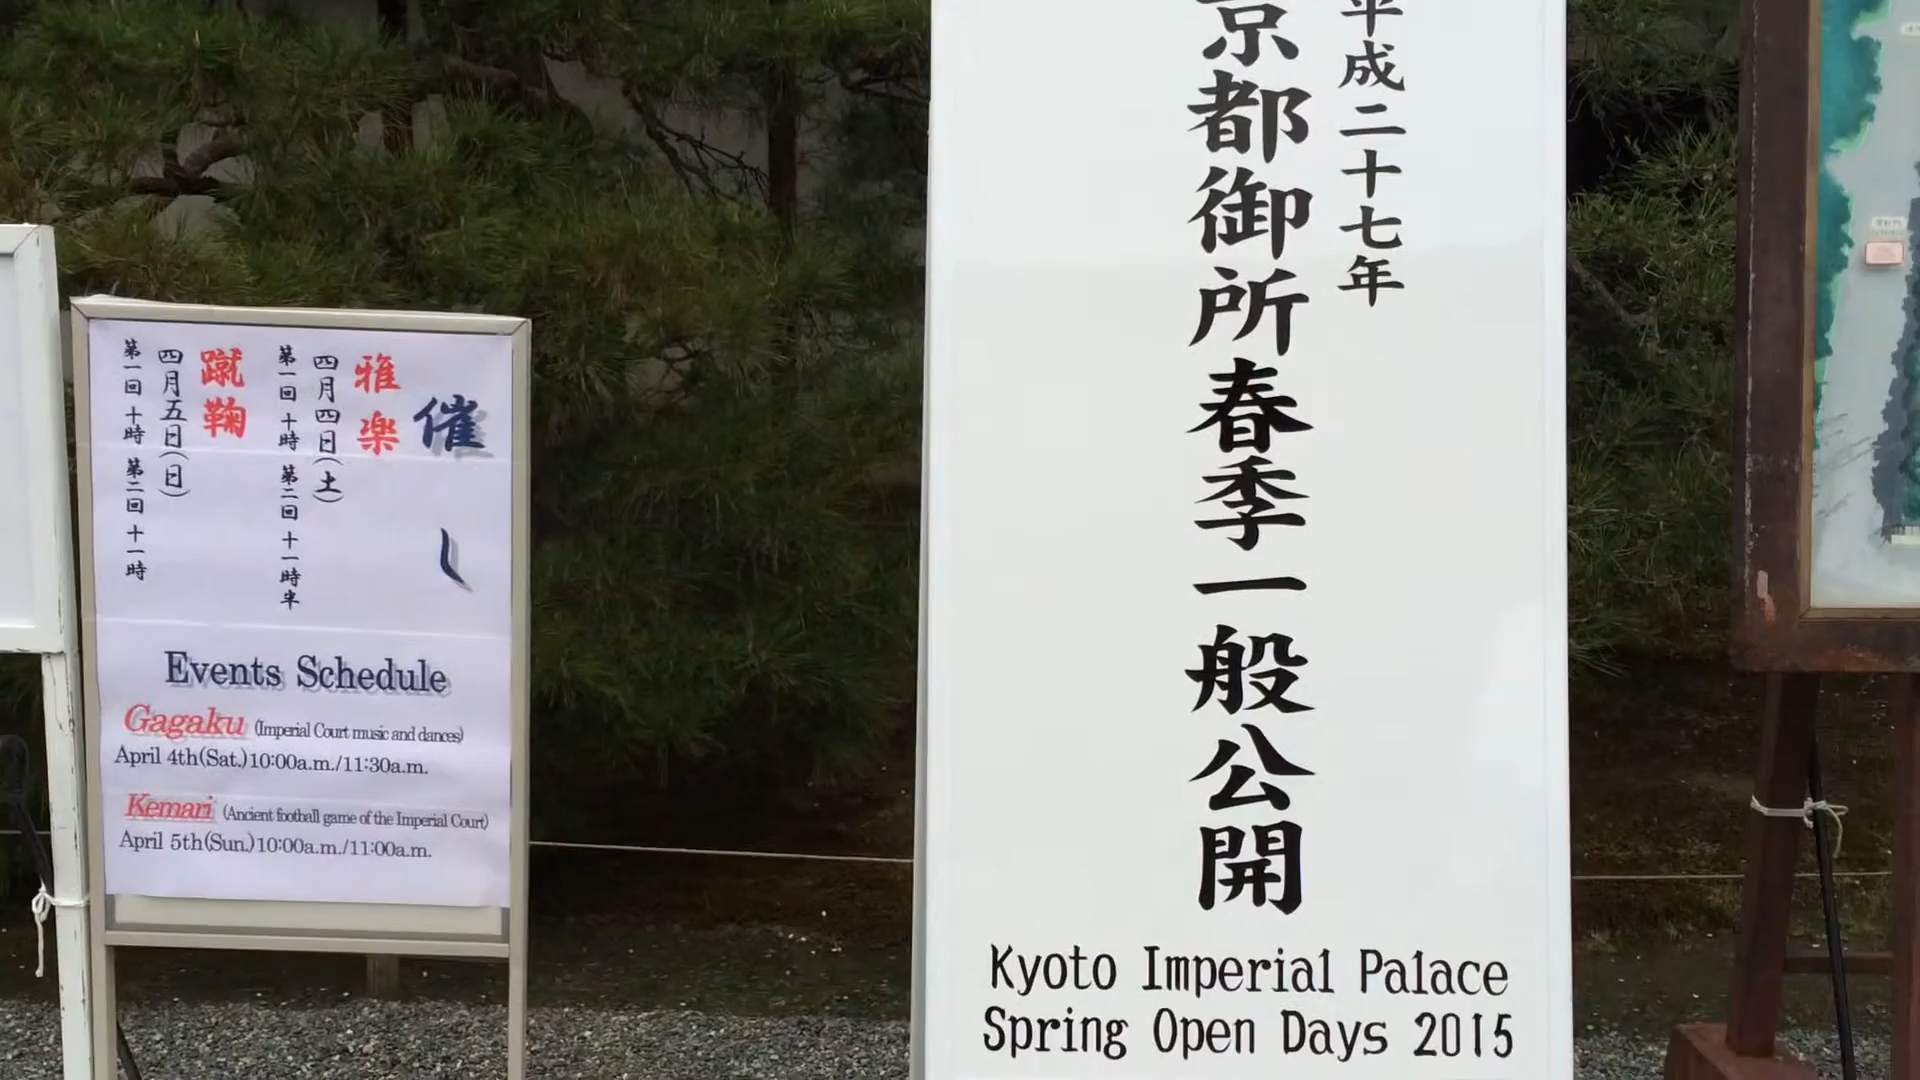 平成二十七年
京都御所春季一般公開
Kyoto Imperial Palace
Spring Open Days 2015
催し
雅楽
四月四日(土)
第一回 十時 第二回 十一時半
蹴鞠
四月五日(日)
第一回 十時 第二回 十一時
Events Schedule
Gagaku (Imperial Court music and dances)
April 4th(Sat.)10:00a.m./11:30a.m.
Kemari (Ancient football game of the Imperial Court)
April 5th(Sun.)10:00a.m./11:00a.m.